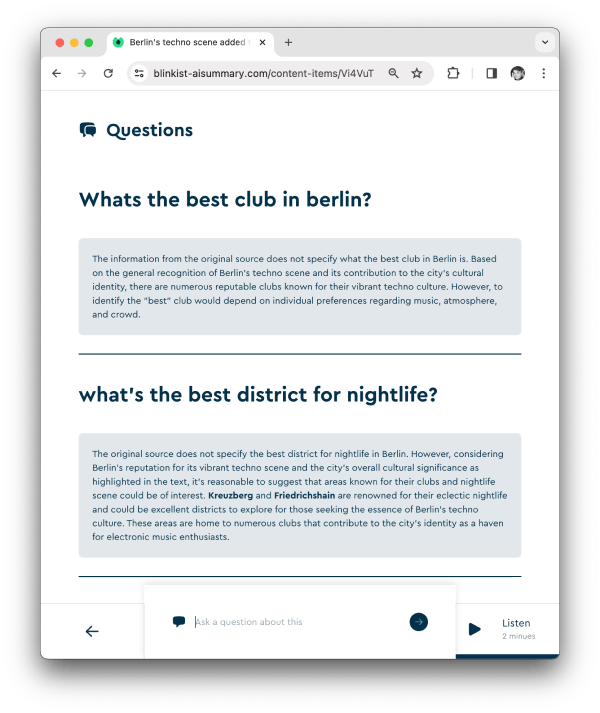 Berlin's techno scene added
blinkist-aisummary.com/content-items/Vi4VuT
Questions
Whats the best club in berlin?
The information from the original source does not specify what the best club in Berlin is. Based
on the general recognition of Berlin's techno scene and its contribution to the city's cultural
identity, there are numerous reputable clubs known for their vibrant techno culture. However, to
identify the "best" club would depend on individual preferences regarding music, atmosphere,
and crowd.
what's the best district for nightlife?
The original source does not specify the best district for nightlife in Berlin. However, considering
Berlin's reputation for its vibrant techno scene and the city's overall cultural significance as
highlighted in the text, it's reasonable to suggest that areas known for their clubs and nightlife
scene could be of interest. Kreuzberg and Friedrichshain are renowned for their eclectic nightlife
and could be excellent districts to explore for those seeking the essence of Berlin's techno
culture. These areas are home to numerous clubs that contribute to the city's identity as a haven
for electronic music enthusiasts.
Ask a question about this
Listen
2 minues